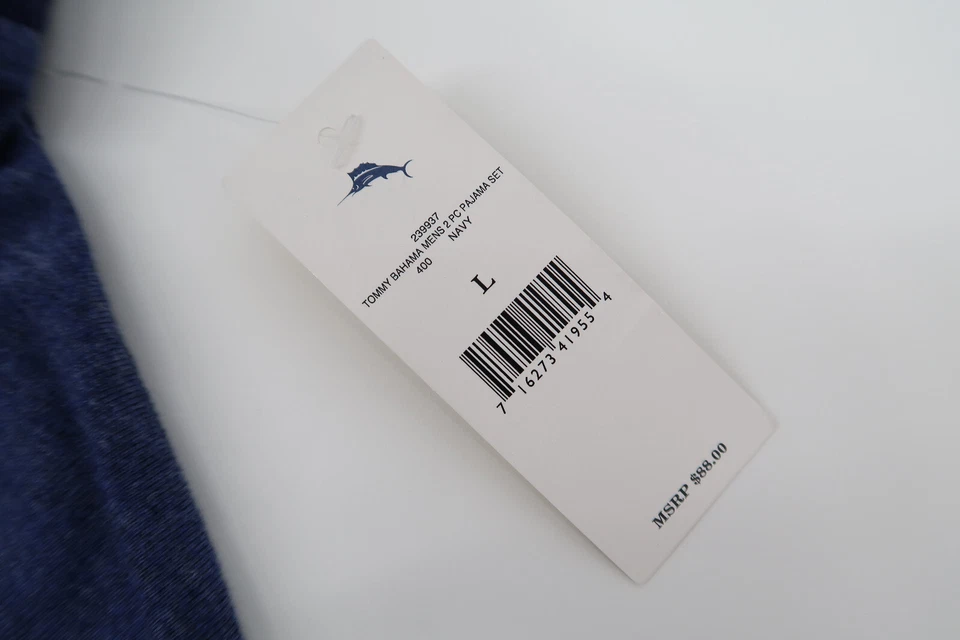 239937
TOMMY BAHAMA MENS 2 PC PAJAMA SET
400 NAVY
L
7 16273 41955 4
MSRP $88.00